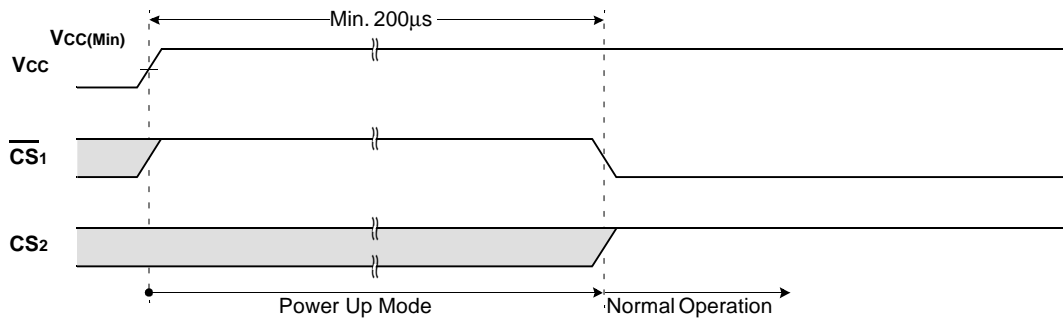 Min. 200µs
VCC(Min)
VCC
CS1
CS2
Power Up Mode
Normal Operation